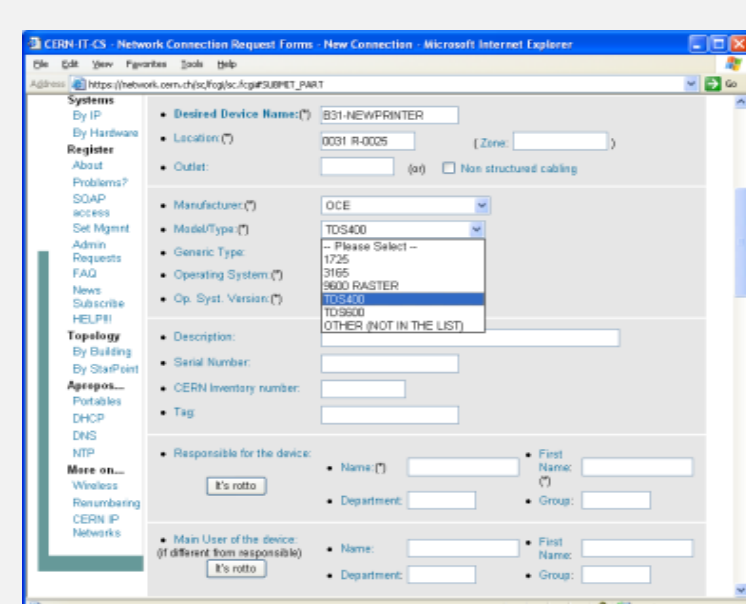 CERN-IT-CS - Network Connection Request Forms - New Connection - Microsoft Internet Explorer
File Edit View Favorites Tools Help
Address https://network.cern.ch/sc/fcgi/sc.fcgi#SUBMIT_PART Go
Systems
By IP
By Hardware
Register
About
Problems?
SOAP
access
Set Mgmnt
Admin
Requests
FAQ
News
Subscribe
HELP!!!
Topology
By Building
By StarPoint
Apropos...
Portables
DHCP
DNS
NTP
More on...
Wireless
Renumbering
CERN IP
Networks
Desired Device Name:(*) B31-NEWPRINTER
Location:(*) 0031 R-0025 ( Zone: )
Outlet: (or) Non structured cabling
Manufacturer:(*) OCE
Model/Type:(*) TDS400
-- Please Select --
1725
3165
9600 RASTER
TDS400
TDS600
OTHER (NOT IN THE LIST)
Generic Type:
Operating System:(*)
Op. Syst. Version:(*)
Description:
Serial Number:
CERN Inventory number:
Tag:
Responsible for the device:
It's rotto
Name:(*)
First
Name:
(*)
Department:
Group:
Main User of the device:
(if different from responsible)
It's rotto
Name:
First
Name:
Department:
Group: